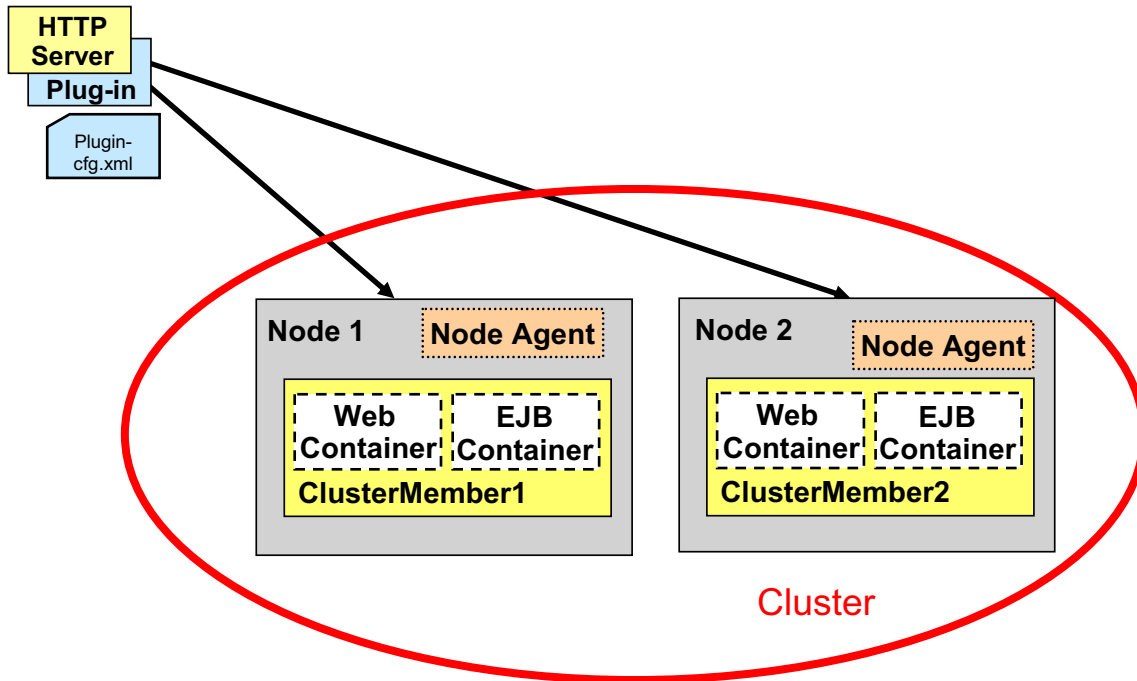 HTTP
Server
Plug-in
Plugin-
cfg.xml
Node 1
Node Agent
Web
Container
EJB
Container
ClusterMember1
Node 2
Node Agent
Web
Container
EJB
Container
ClusterMember2
Cluster